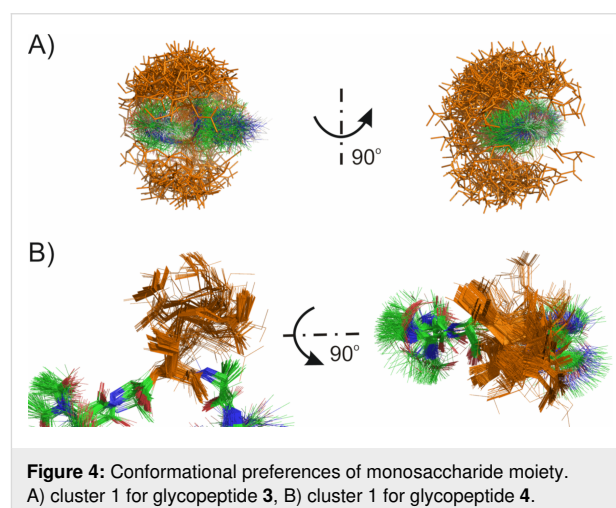 A)
90°
B)
90°
Figure 4: Conformational preferences of monosaccharide moiety.
A) cluster 1 for glycopeptide 3, B) cluster 1 for glycopeptide 4.